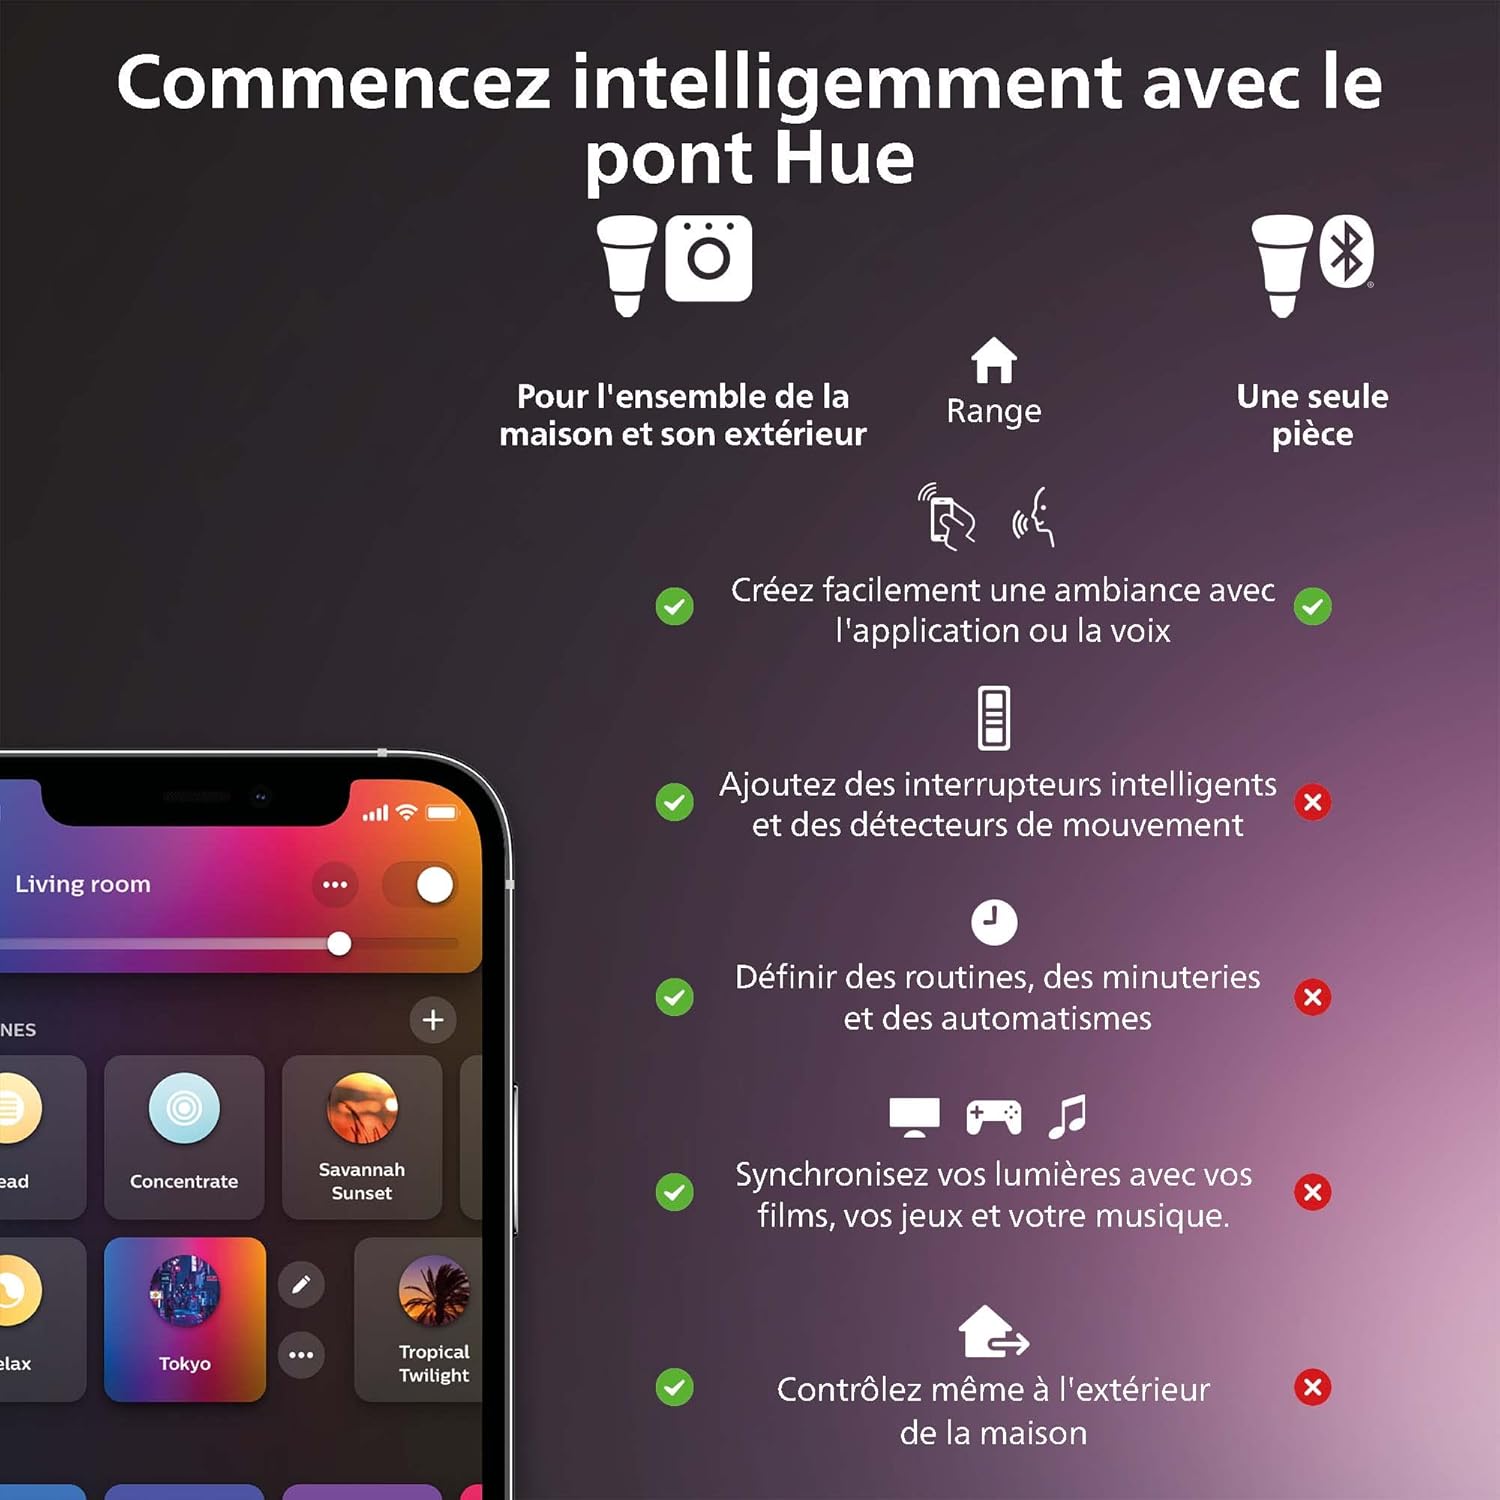 Commencez intelligemment avec le
pont Hue
Pour l'ensemble de la
maison et son extérieur
Range
Une seule
pièce
Créez facilement une ambiance avec
l'application ou la voix
Ajoutez des interrupteurs intelligents
et des détecteurs de mouvement
Définir des routines, des minuteries
et des automatismes
Synchronisez vos lumières avec vos
films, vos jeux et votre musique.
Contrôlez même à l'extérieur
de la maison
Living room
NES
ead
Concentrate
Savannah
Sunset
elax
Tokyo
Tropical
Twilight